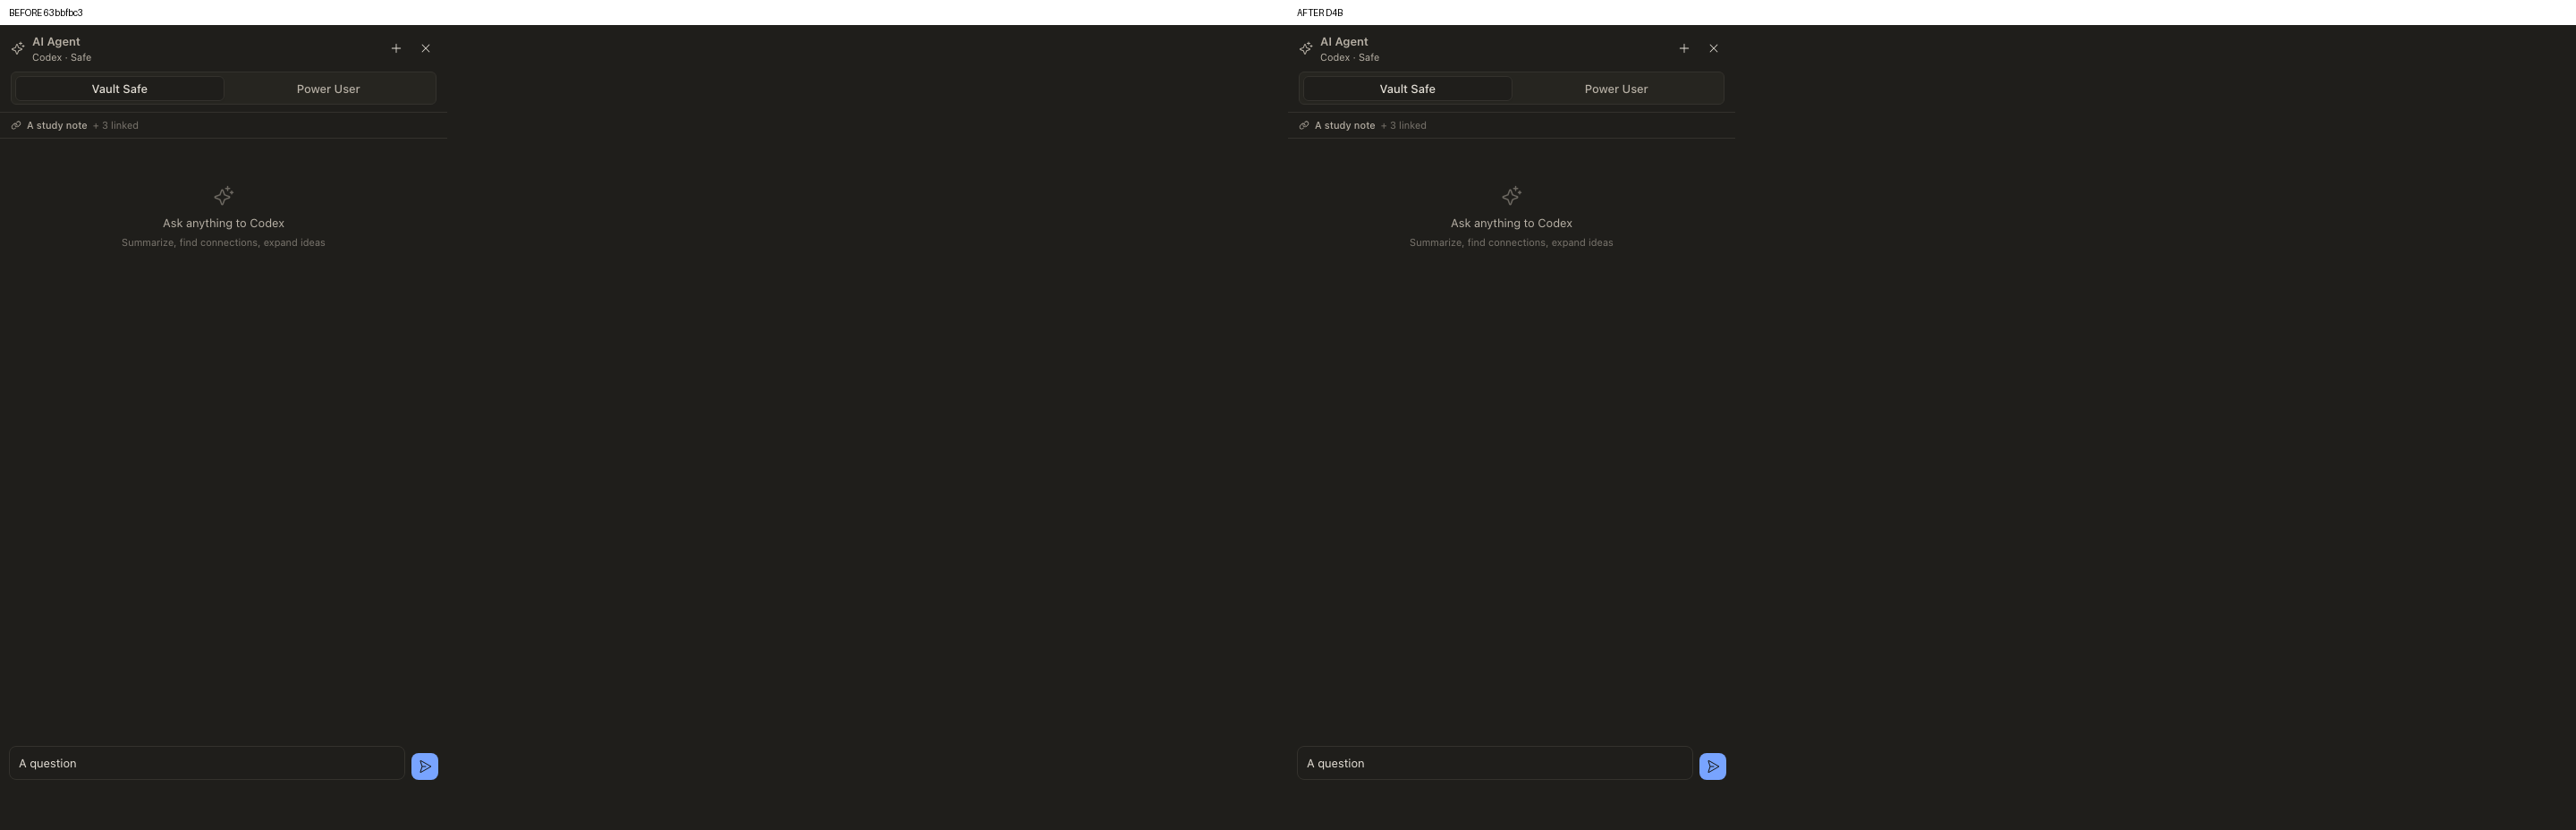 BEFORE 63bbfbc3
AI Agent
Codex · Safe
Vault Safe
Power User
A study note + 3 linked
Ask anything to Codex
Summarize, find connections, expand ideas
A question
AFTER D4B
AI Agent
Codex · Safe
Vault Safe
Power User
A study note + 3 linked
Ask anything to Codex
Summarize, find connections, expand ideas
A question